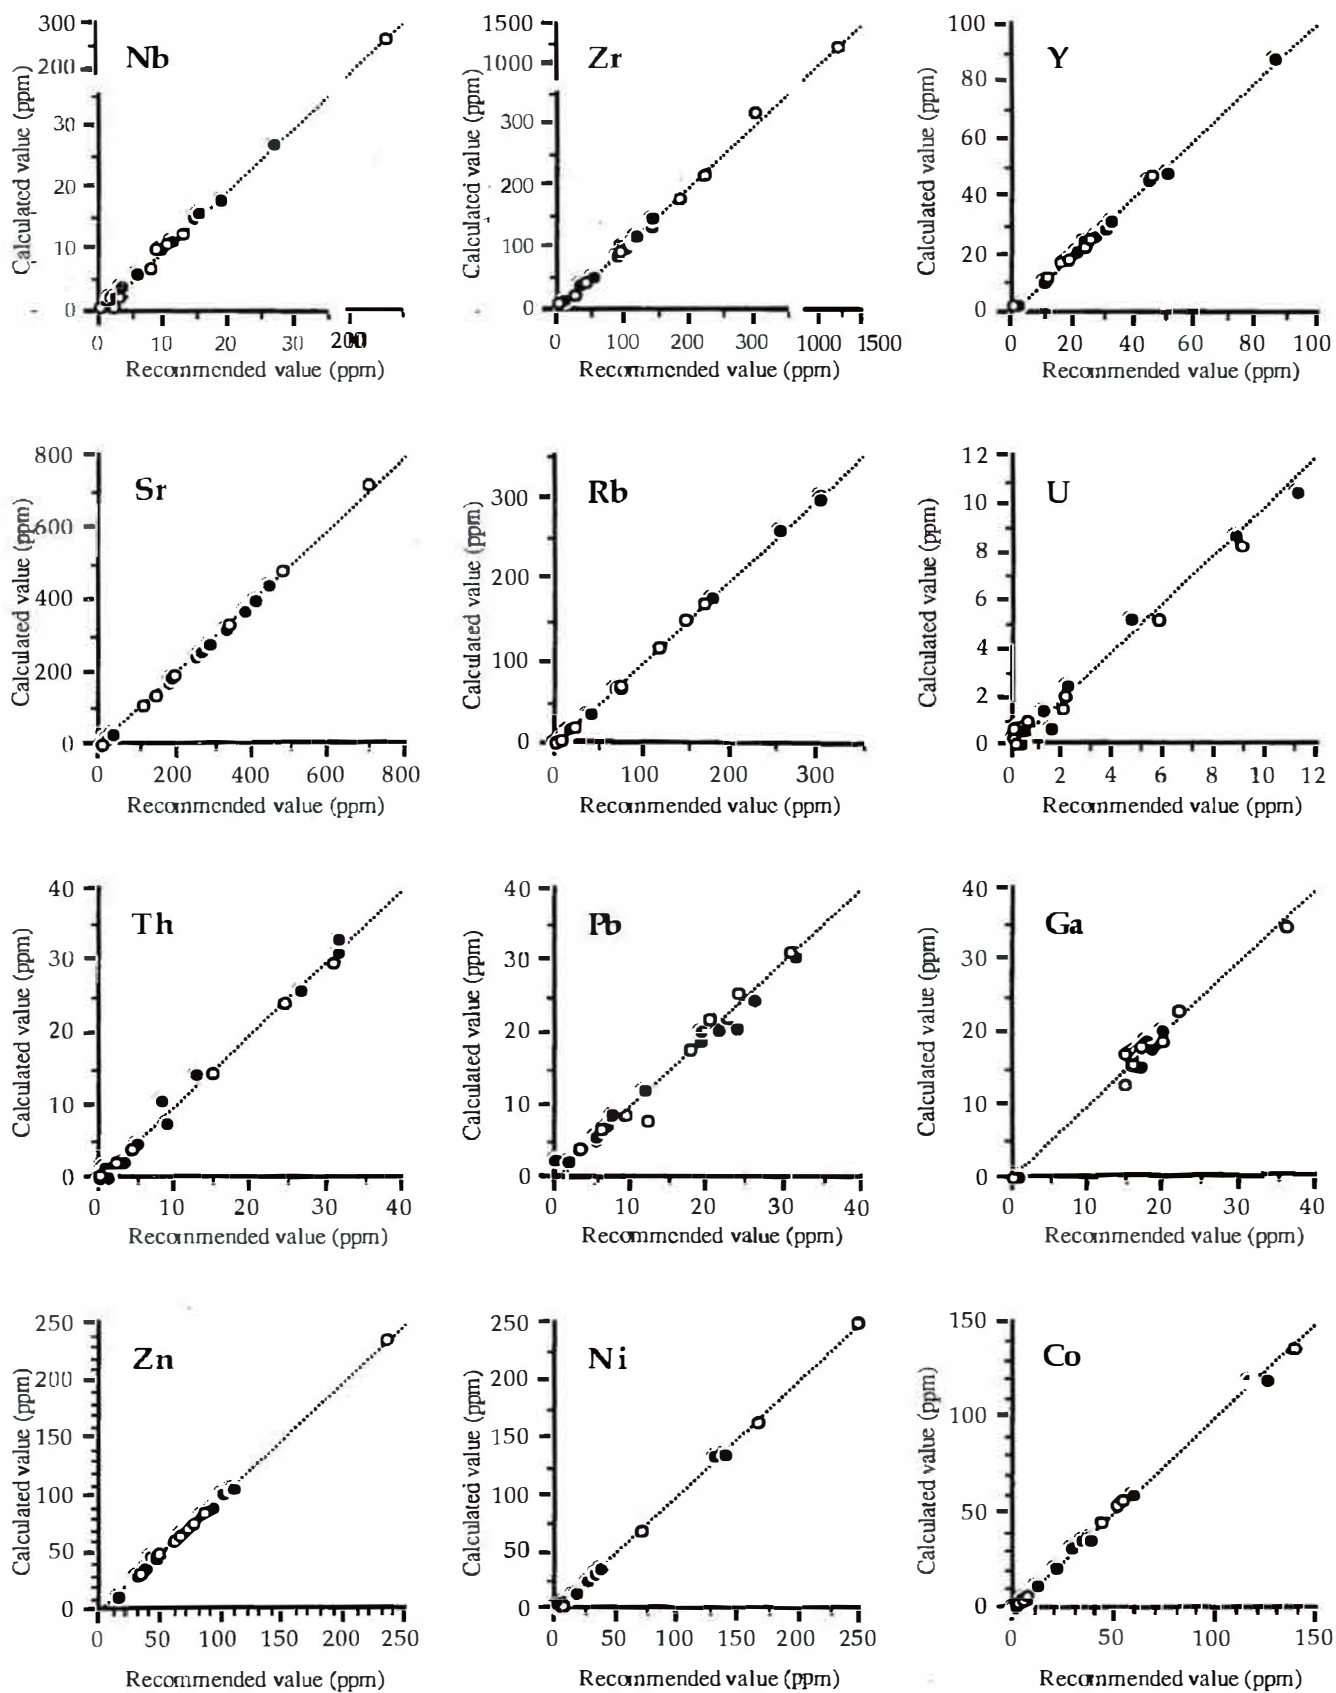 Nb
Calculated value (ppm)
300
200
30
20
10
0
0 10 20 30
Recommended value (ppm)
Zr
Calculated value (ppm)
1500
1000
300
200
100
0
0 100 200 300 1000 1500
Recommended value (ppm)
Y
Calculated value (ppm)
100
80
60
40
20
0
0 20 40 60 80 100
Recommended value (ppm)
Sr
Calculated value (ppm)
800
600
400
200
0
0 200 400 600 800
Recommended value (ppm)
Rb
Calculated value (ppm)
300
200
100
0
0 100 200 300
Recommended value (ppm)
U
Calculated value (ppm)
12
10
8
6
4
2
0
0 2 4 6 8 10 12
Recommended value (ppm)
Th
Calculated value (ppm)
40
30
20
10
0
0 10 20 30 40
Recommended value (ppm)
Pb
Calculated value (ppm)
40
30
20
10
0
0 10 20 30 40
Recommended value (ppm)
Ga
Calculated value (ppm)
40
30
20
10
0
0 10 20 30 40
Recommended value (ppm)
Zn
Calculated value (ppm)
250
200
150
100
50
0
0 50 100 150 200 250
Recommended value (ppm)
Ni
Calculated value (ppm)
250
200
150
100
50
0
0 50 100 150 200 250
Recommended value (ppm)
Co
Calculated value (ppm)
150
100
50
0
0 50 100 150
Recommended value (ppm)